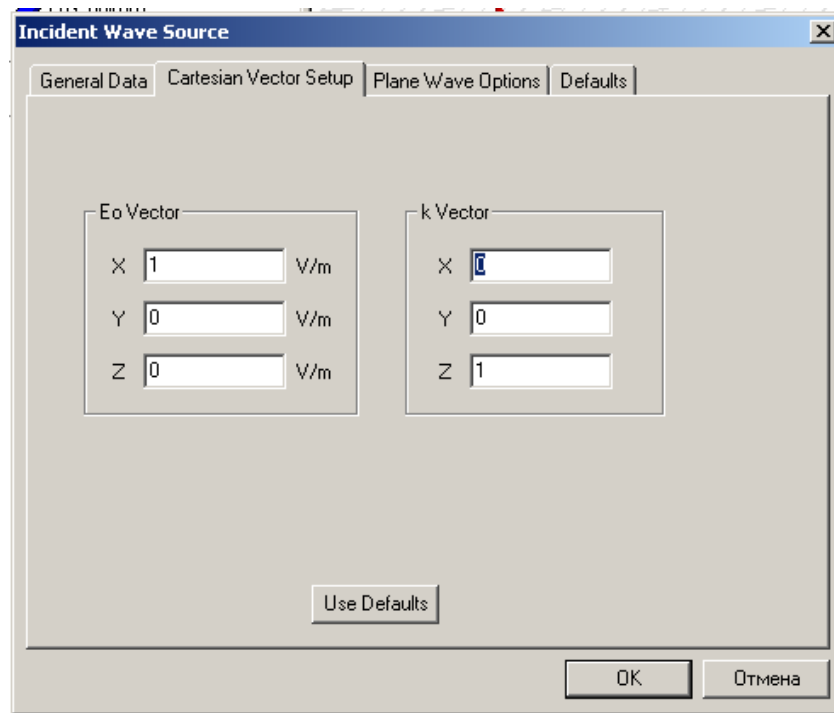 Incident Wave Source
General Data Cartesian Vector Setup Plane Wave Options Defaults
Eo Vector k Vector
X 1 V/m X 0
Y 0 V/m Y 0
Z 0 V/m Z 1
Use Defaults
OK Отмена